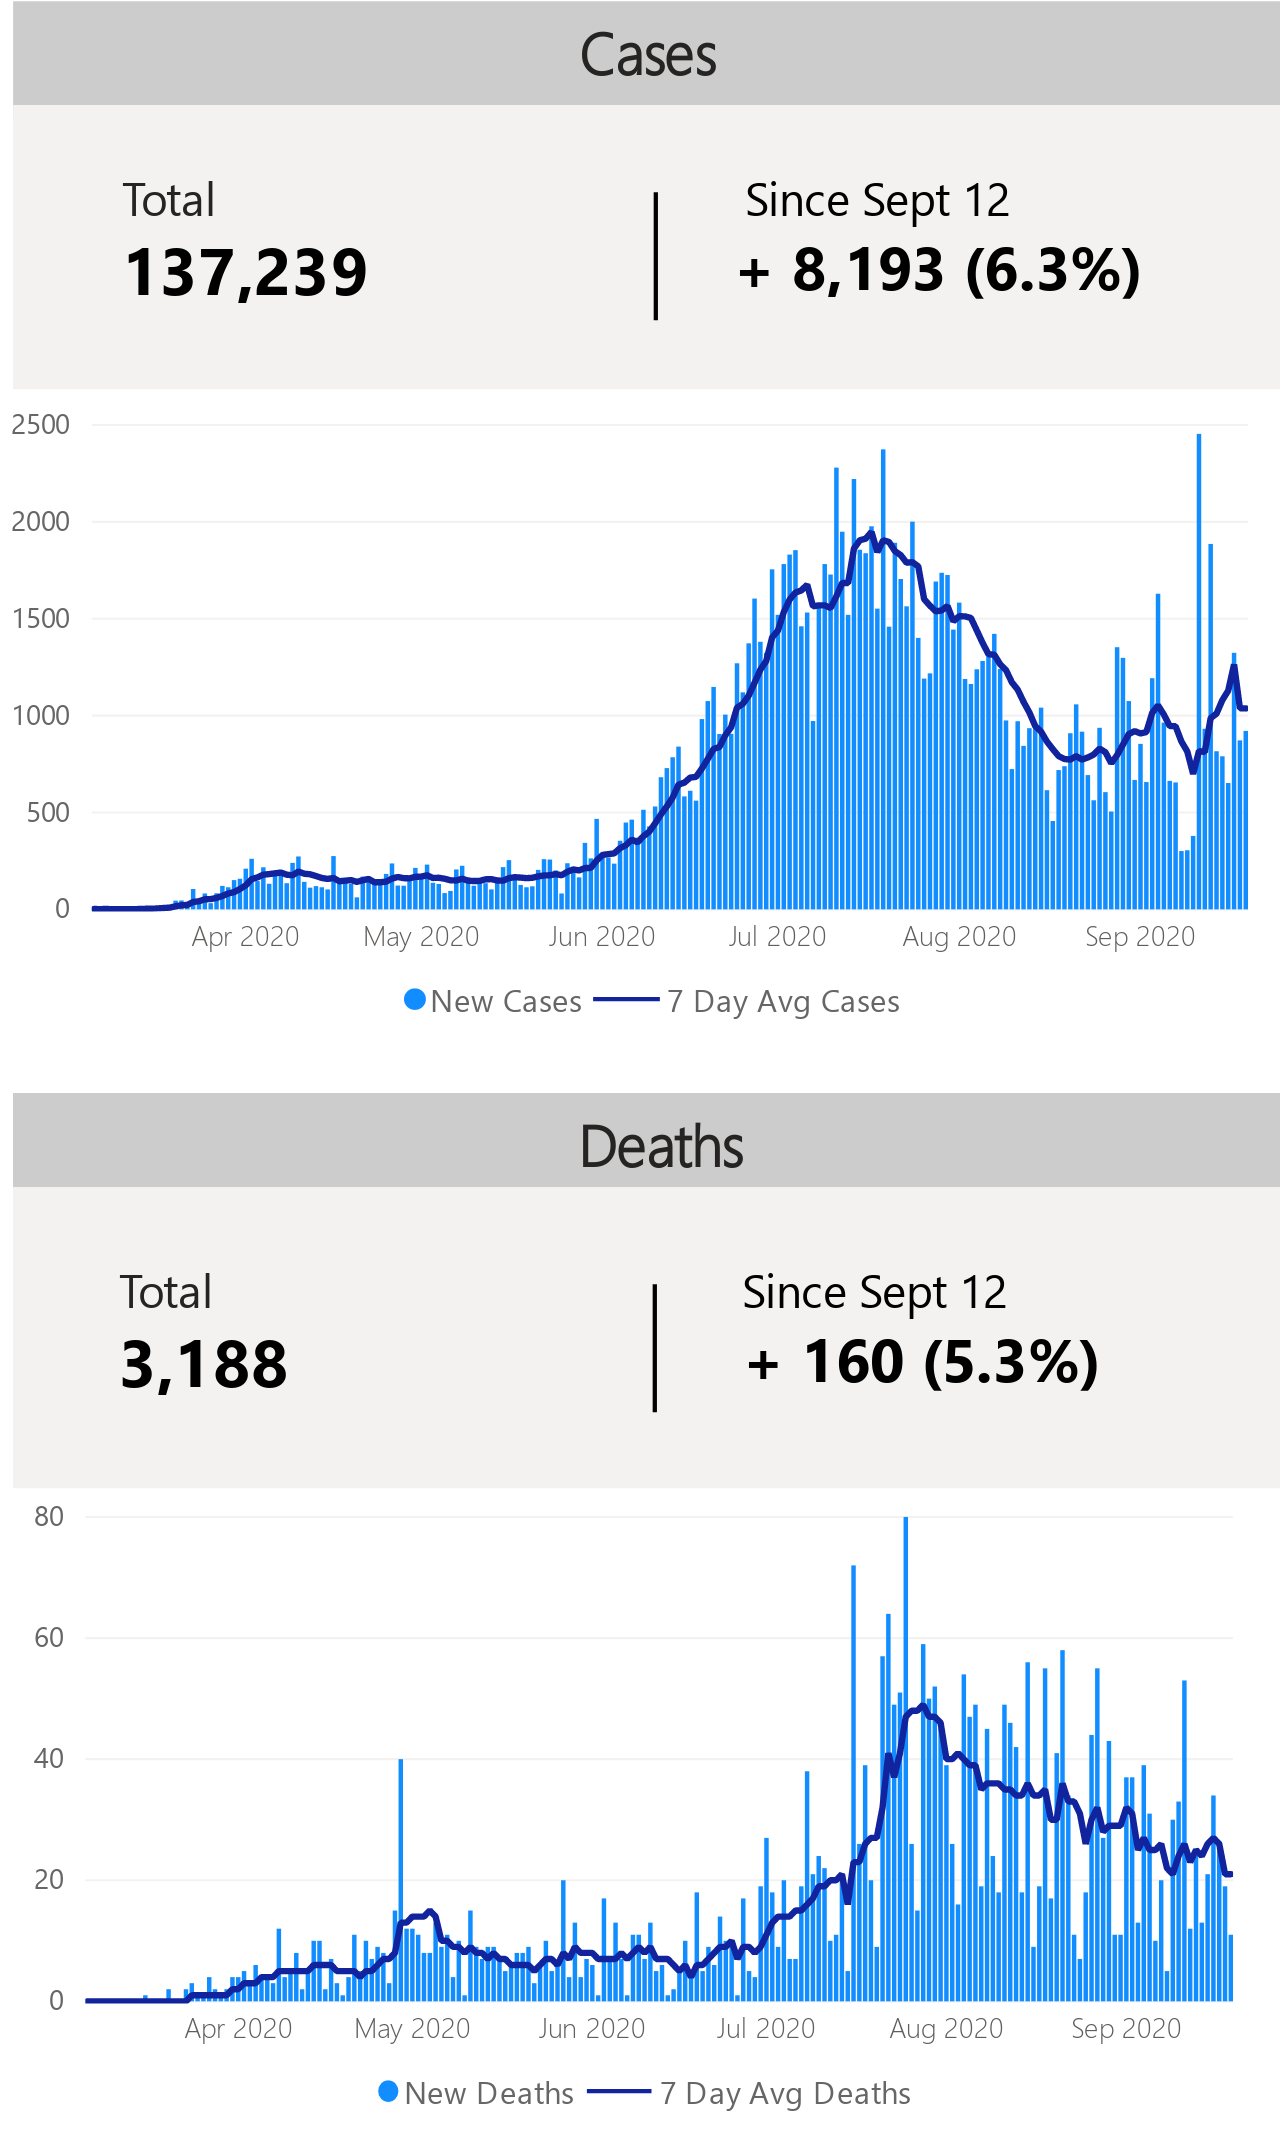 Cases
Total
Since Sept 12
137,239
+ 8,193 (6.3%)
2500
2000
1500
1000
500
0
Apr 2020 May 2020 Jun 2020 Jul 2020 Aug 2020 Sep 2020
New Cases 7 Day Avg Cases
Deaths
Total
Since Sept 12
3,188
+ 160 (5.3%)
80
60
40
20
0
Apr 2020 May 2020 Jun 2020 Jul 2020 Aug 2020 Sep 2020
New Deaths 7 Day Avg Deaths